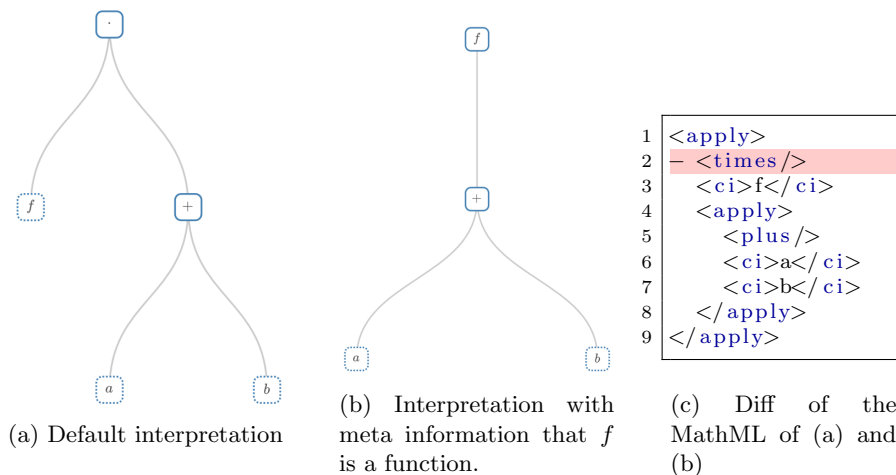 ·
f
+
a
b
(a) Default interpretation
f
+
a
b
(b) Interpretation with
meta information that f
is a function.
1 <apply>
2 − <times/>
3 <ci>f</ci>
4 <apply>
5 <plus/>
6 <ci>a</ci>
7 <ci>b</ci>
8 </apply>
9 </apply>
(c) Diff of the
MathML of (a) and
(b)